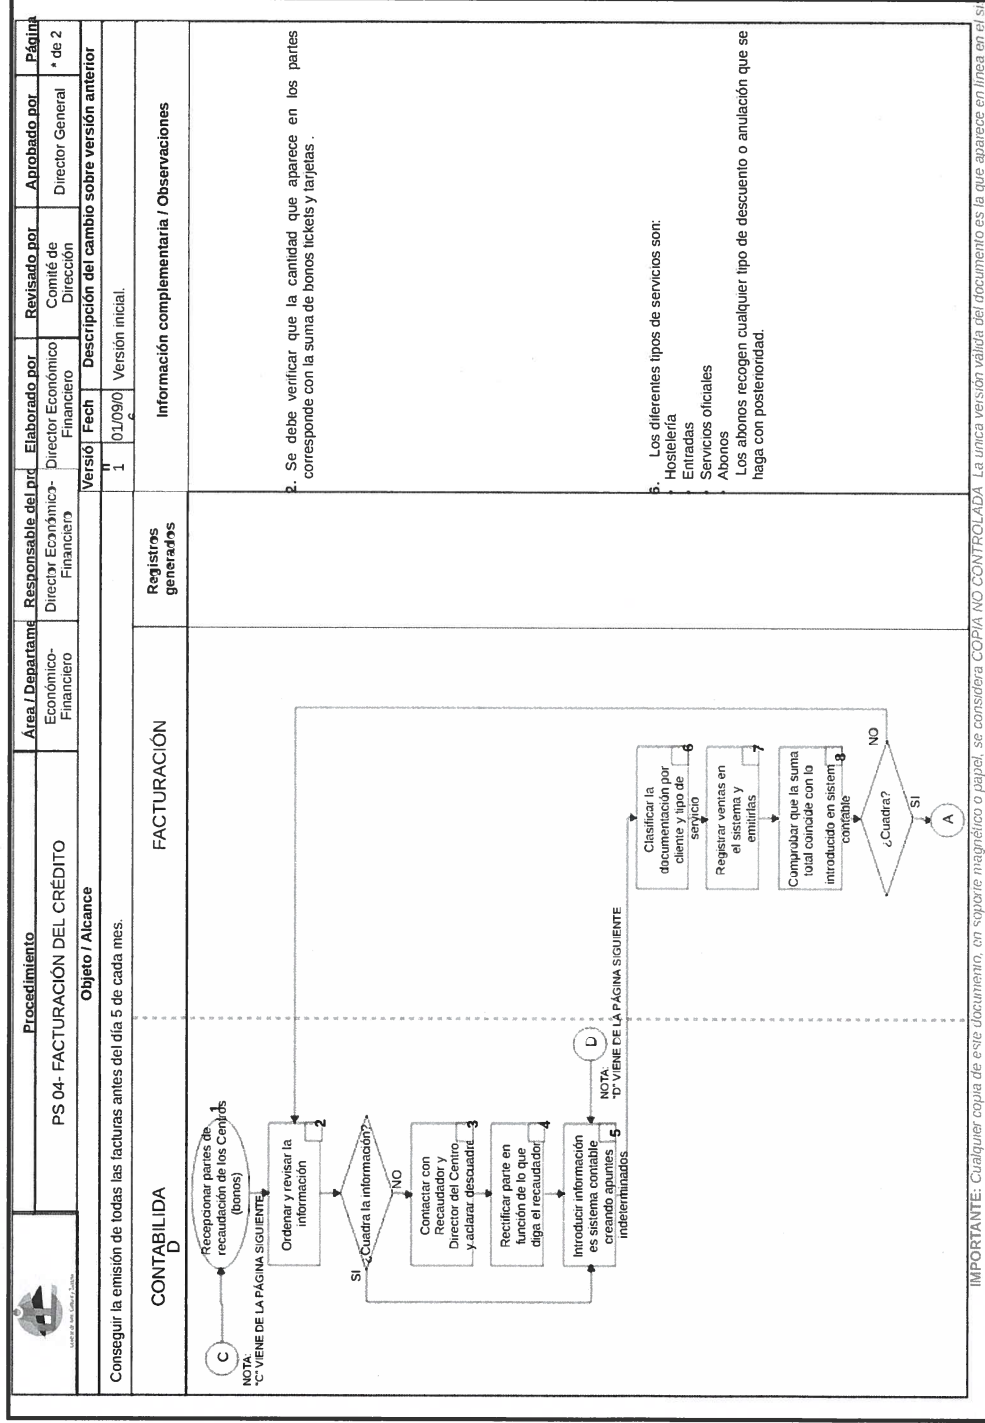 Procedimiento
Área / Departame
Responsable del pro
Elaborado por
Revisado por
Aprobado por
Página
PS 04- FACTURACIÓN DEL CRÉDITO
Económico-
Financiero
Director Económico-
Financiero
Director Económico
Financiero
Comité de
Dirección
Director General
* de 2
Objeto / Alcance
Versió
n
Fech
Descripción del cambio sobre versión anterior
Conseguir la emisión de todas las facturas antes del día 5 de cada mes.
1
01/09/0
6
Versión inicial.
CONTABILIDA
D
FACTURACIÓN
Registros
generados
Información complementaria / Observaciones
C
NOTA:
"C" VIENE DE LA PÁGINA SIGUIENTE
Recepcionar partes de
recaudación de los Centros
(bonos)
1
Ordenar y revisar la
información
2
¿Cuadra la información?
SI
NO
Contactar con
Recaudador y
Director del Centro
y aclarar descuadre
3
Rectificar parte en
función de lo que
diga el recaudador
4
Introducir información
es sistema contable
creando apuntes
indeterminados
5
D
NOTA:
"D" VIENE DE LA PÁGINA SIGUIENTE
Clasificar la
documentación por
cliente y tipo de
servicio
6
Registrar ventas en
el sistema y
emitirlas
7
Comprobar que la suma
total coincide con lo
introducido en sistem
contable
8
¿Cuadra?
NO
SI
A
2. Se debe verificar que la cantidad que aparece en los partes
corresponde con la suma de bonos tickets y tarjetas .
6. Los diferentes tipos de servicios son:
· Hostelería
· Entradas
· Servicios oficiales
· Abonos
Los abonos recogen cualquier tipo de descuento o anulación que se
haga con posterioridad.
IMPORTANTE: Cualquier copia de este documento, en soporte magnético o papel, se considera COPIA NO CONTROLADA La unica versión válida del documento es la que aparece en línea en el sis